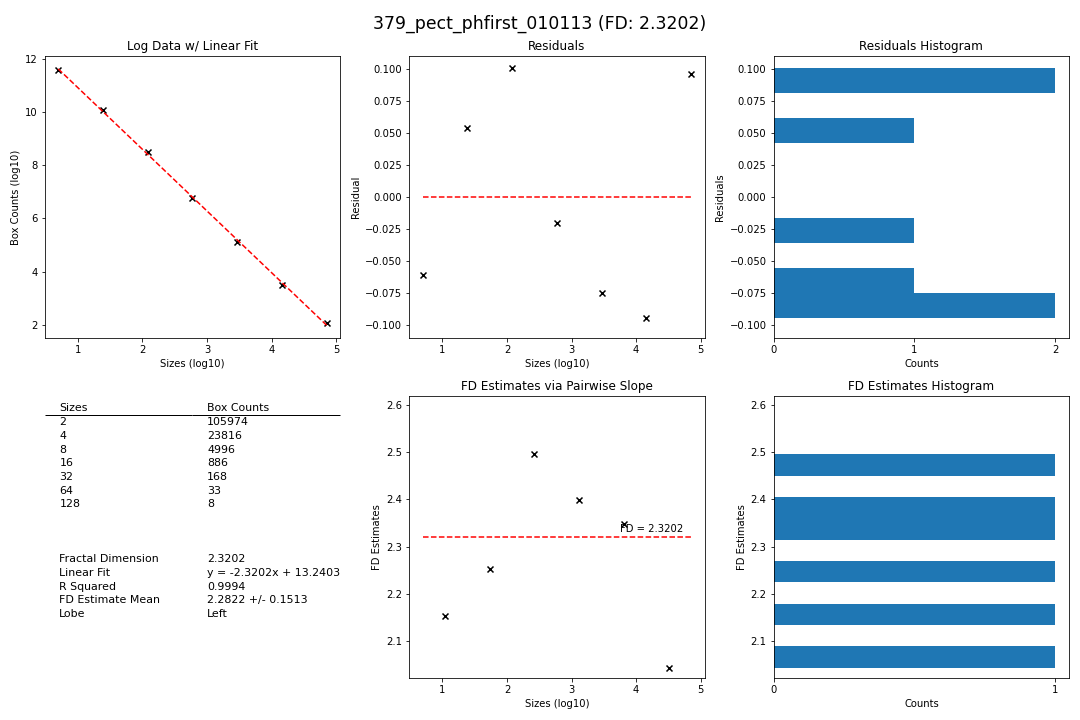 379_pect_phfirst_010113 (FD: 2.3202)
Log Data w/ Linear Fit
12
10
8
6
4
2
Box Counts (log10)
1 2 3 4 5
Sizes (log10)
Residuals
0.100
0.075
0.050
0.025
0.000
−0.025
−0.050
−0.075
−0.100
Residual
1 2 3 4 5
Sizes (log10)
Residuals Histogram
0.100
0.075
0.050
0.025
0.000
−0.025
−0.050
−0.075
−0.100
Residuals
0 1 2
Counts
Sizes Box Counts
2 105974
4 23816
8 4996
16 886
32 168
64 33
128 8
Fractal Dimension 2.3202
Linear Fit y = -2.3202x + 13.2403
R Squared 0.9994
FD Estimate Mean 2.2822 +/- 0.1513
Lobe Left
FD Estimates via Pairwise Slope
2.6
2.5
2.4
2.3
2.2
2.1
FD Estimates
FD = 2.3202
1 2 3 4 5
Sizes (log10)
FD Estimates Histogram
2.6
2.5
2.4
2.3
2.2
2.1
FD Estimates
0 1
Counts